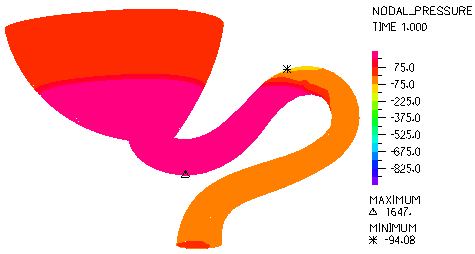 NODAL_PRESSURE
TIME 1.000
75.0
-75.0
-225.0
-375.0
-525.0
-675.0
-825.0
MAXIMUM
△ 1647.
MINIMUM
✳ -94.08